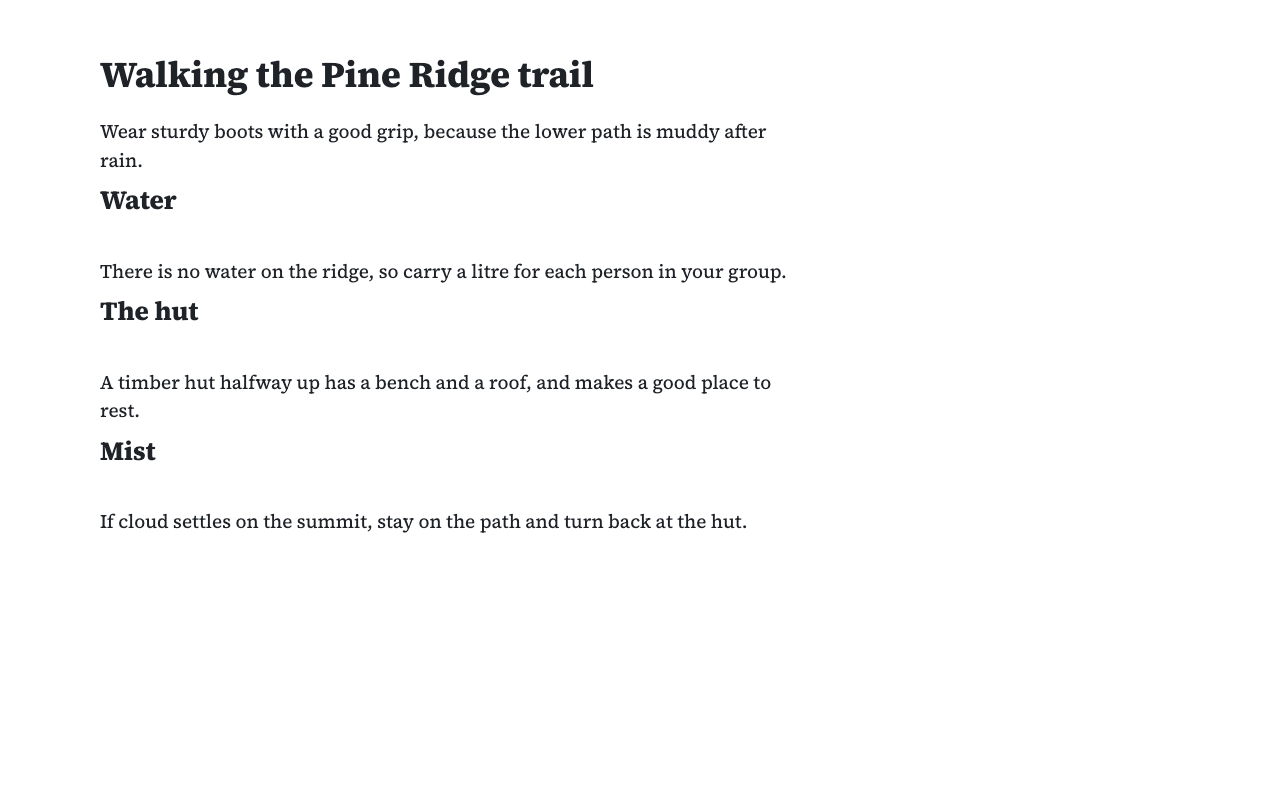 Walking the Pine Ridge trail
Wear sturdy boots with a good grip, because the lower path is muddy after
rain.
Water
There is no water on the ridge, so carry a litre for each person in your group.
The hut
A timber hut halfway up has a bench and a roof, and makes a good place to
rest.
Mist
If cloud settles on the summit, stay on the path and turn back at the hut.